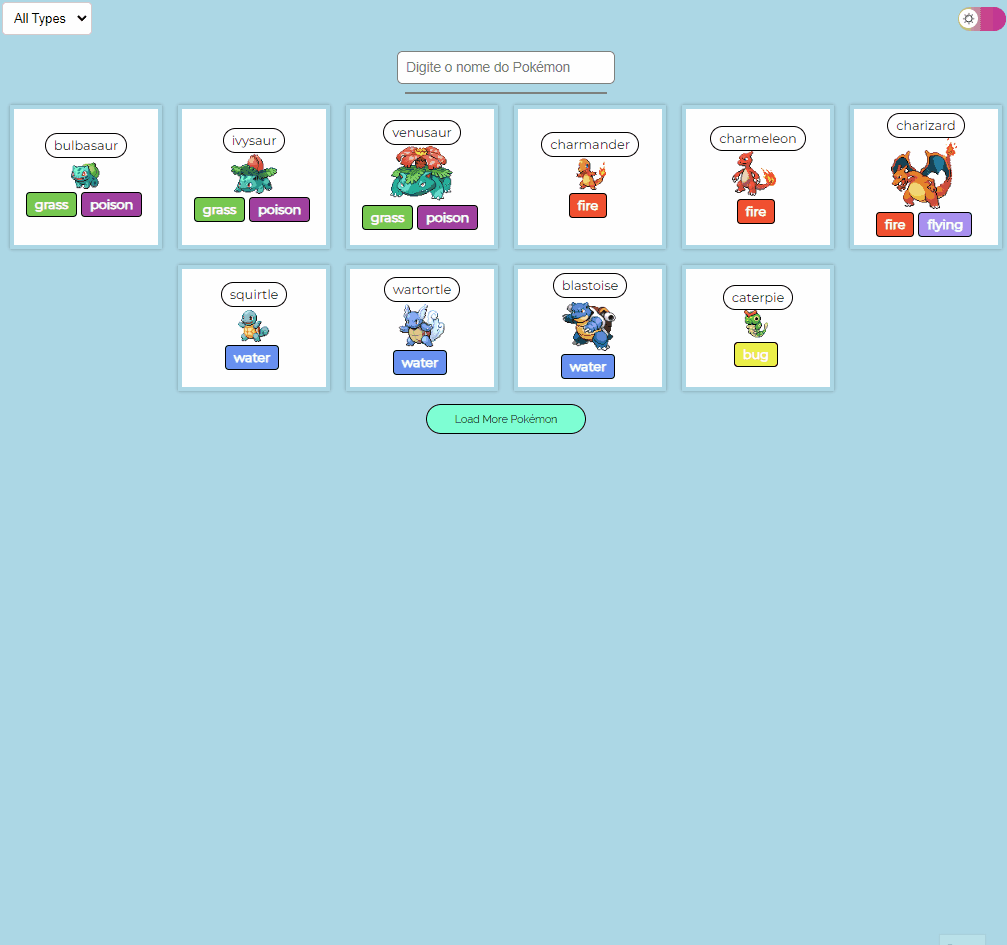 All Types
Digite o nome do Pokémon
bulbasaur
grass poison
ivysaur
grass poison
venusaur
grass poison
charmander
fire
charmeleon
fire
charizard
fire flying
squirtle
water
wartortle
water
blastoise
water
caterpie
bug
Load More Pokémon